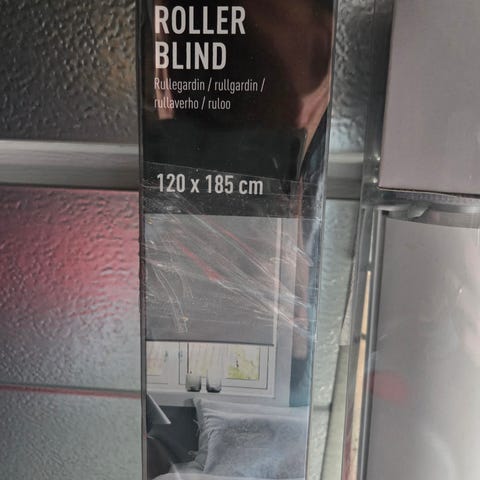 ROLLER
BLIND
Rullegardin / rullgardin /
rullaverho / ruloo
120 x 185 cm